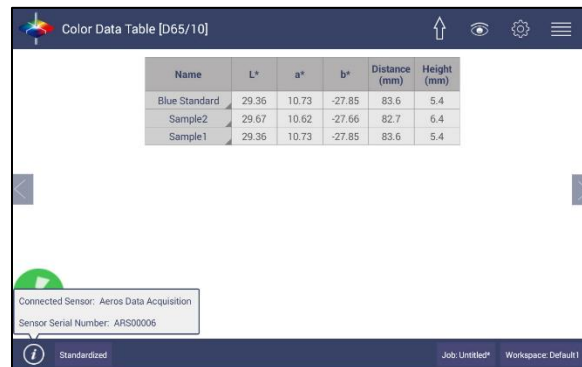 Color Data Table [D65/10]
Name L* a* b* Distance (mm) Height (mm)
Blue Standard 29.36 10.73 -27.85 83.6 5.4
Sample2 29.67 10.62 -27.66 82.7 6.4
Sample1 29.36 10.73 -27.85 83.6 5.4
Connected Sensor: Aeros Data Acquisition
Sensor Serial Number: ARS00006
i Standardized Job: Untitled* Workspace: Default1